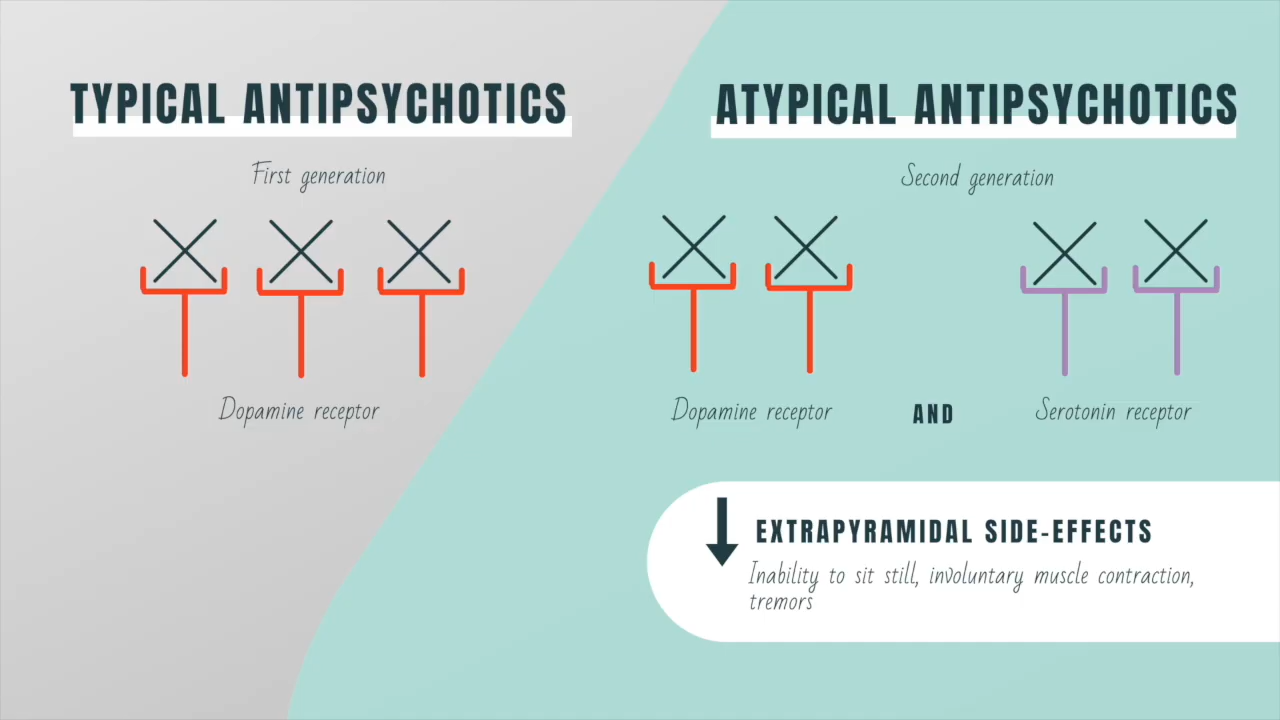 TYPICAL ANTIPSYCHOTICS
First generation
Dopamine receptor
ATYPICAL ANTIPSYCHOTICS
Second generation
Dopamine receptor
AND
Serotonin receptor
EXTRAPYRAMIDAL SIDE-EFFECTS
Inability to sit still, involuntary muscle contraction,
tremors